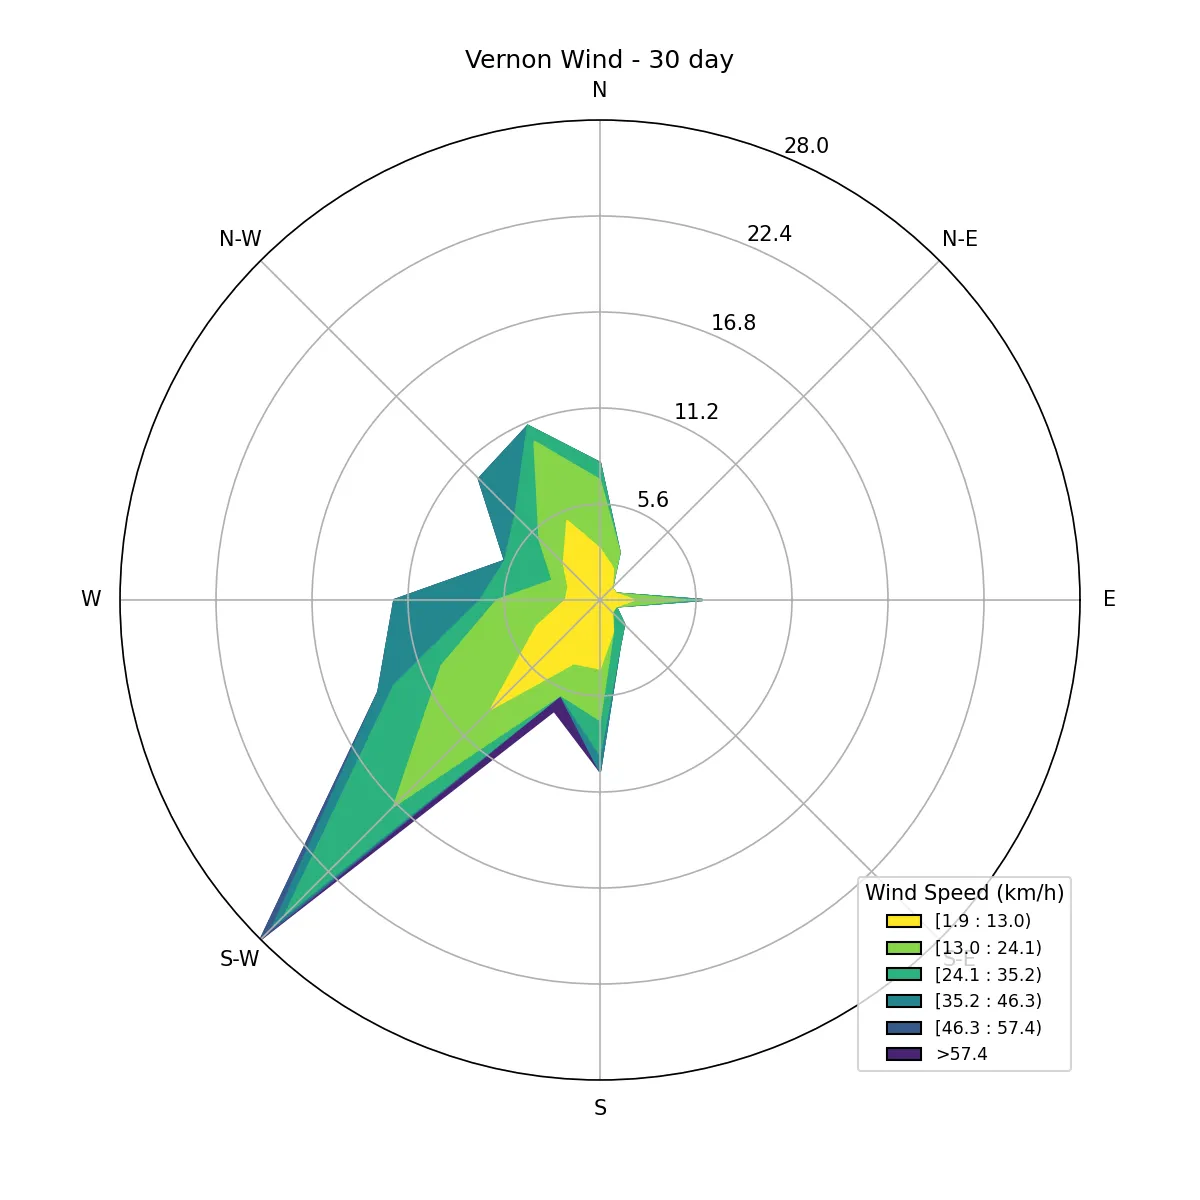 Vernon Wind - 30 day
N
28.0
N-W
22.4
N-E
16.8
11.2
5.6
W
E
S-W
S-E
S
Wind Speed (km/h)
[1.9 : 13.0)
[13.0 : 24.1)
[24.1 : 35.2)
[35.2 : 46.3)
[46.3 : 57.4)
>57.4